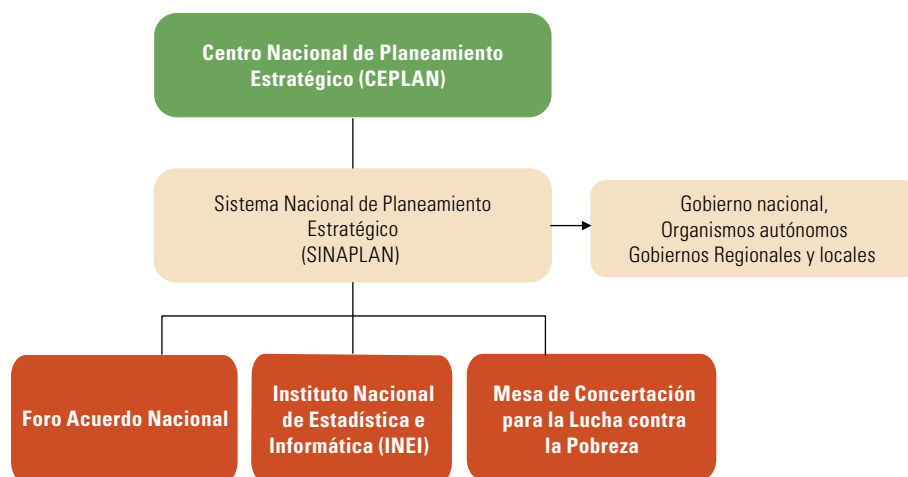 Centro Nacional de Planeamiento
Estratégico (CEPLAN)
Sistema Nacional de Planeamiento
Estratégico
(SINAPLAN)
Gobierno nacional,
Organismos autónomos
Gobiernos Regionales y locales
Foro Acuerdo Nacional
Instituto Nacional
de Estadística e
Informática (INEI)
Mesa de Concertación
para la Lucha contra
la Pobreza